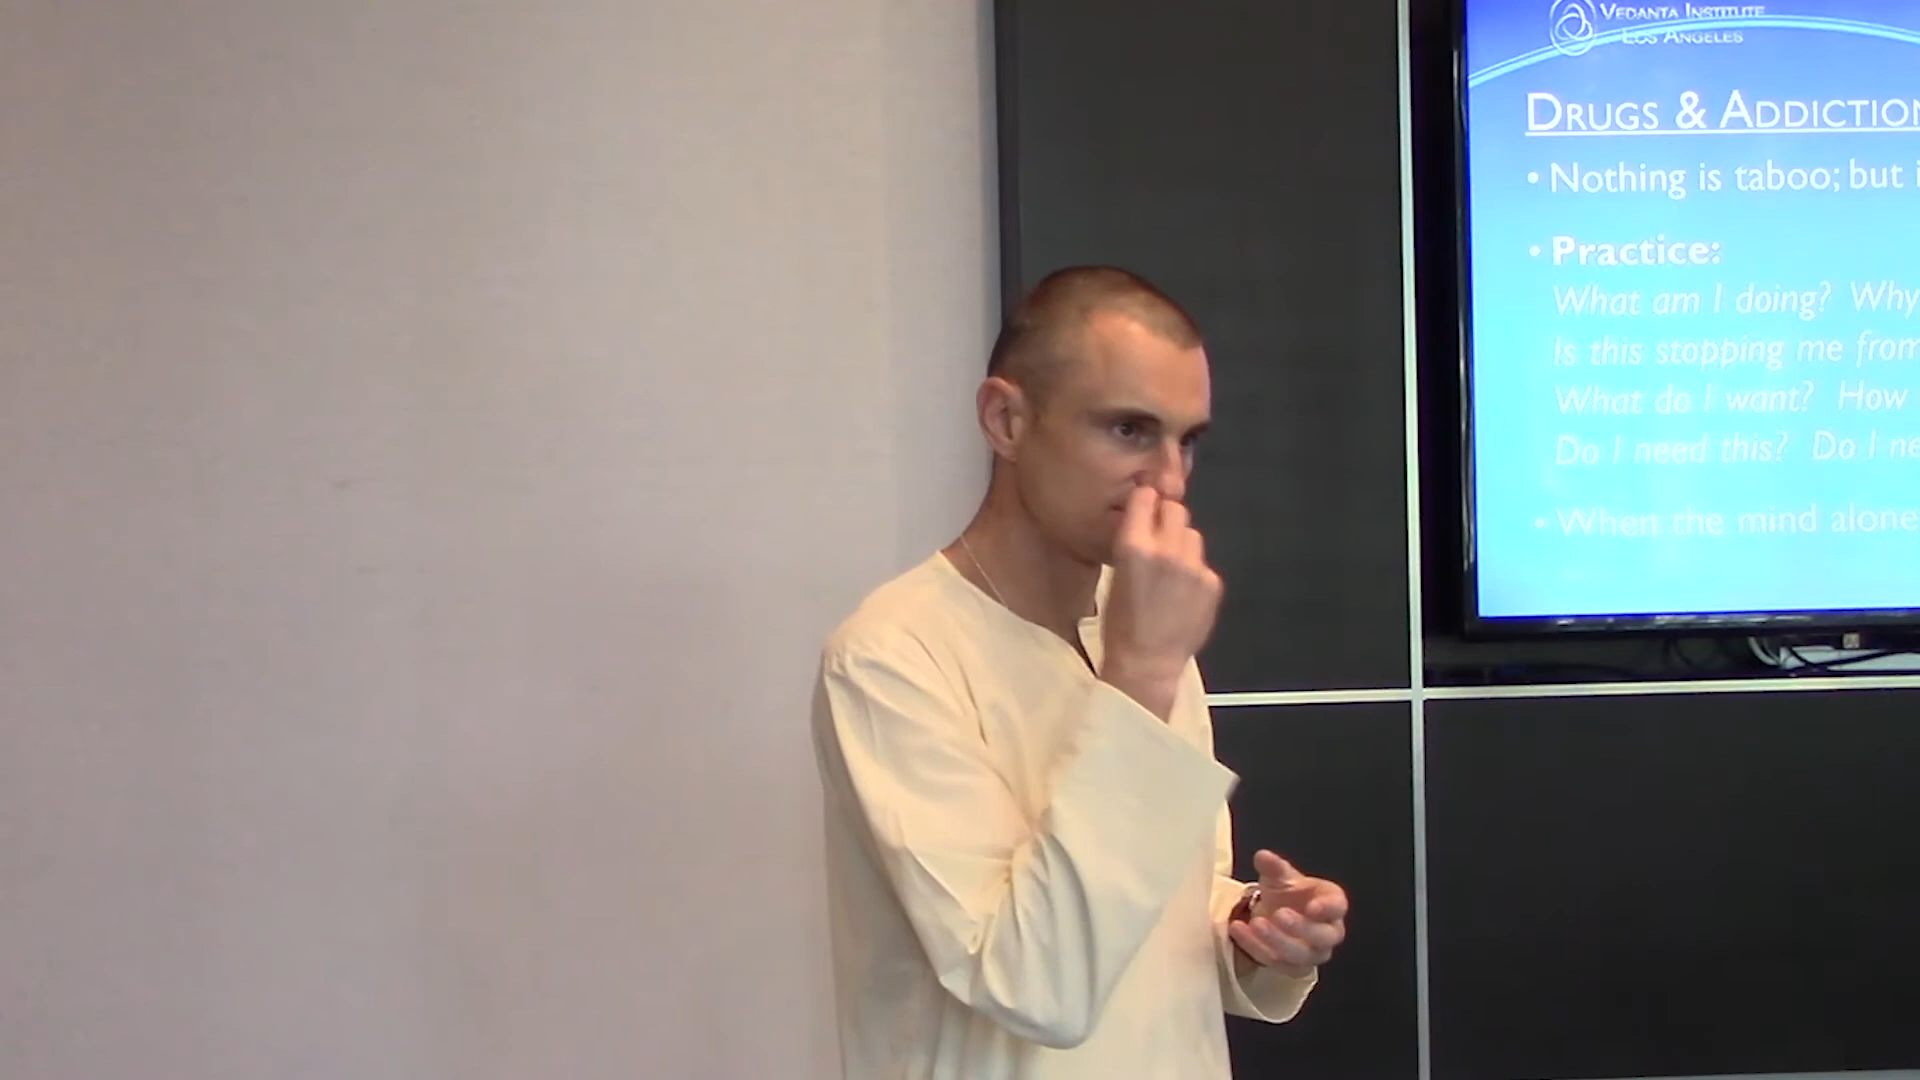 VEDANTA INSTITUTE
LOS ANGELES
DRUGS & ADDICTION
• Nothing is taboo; but i
• Practice:
What am I doing? Why
Is this stopping me from
What do I want? How
Do I need this? Do I ne
• When the mind alone